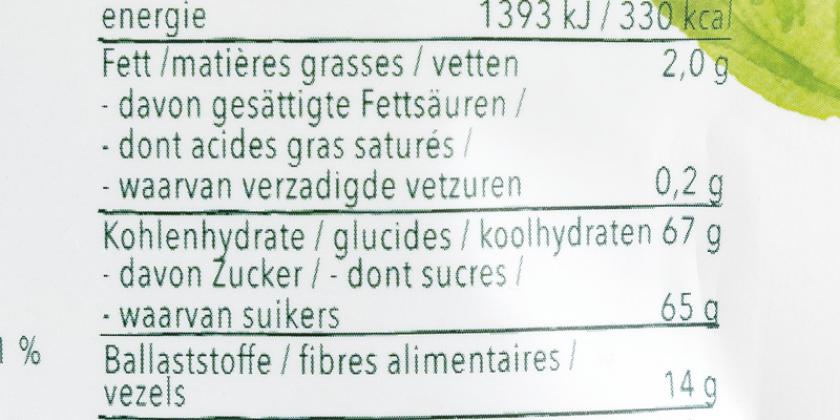 energie 1393 kJ / 330 kcal
Fett /matières grasses / vetten 2,0 g
- davon gesättigte Fettsäuren /
- dont acides gras saturés /
- waarvan verzadigde vetzuren 0,2 g
Kohlenhydrate / glucides / koolhydraten 67 g
- davon Zucker / - dont sucres /
- waarvan suikers 65 g
%
Ballaststoffe / fibres alimentaires /
vezels 14 g